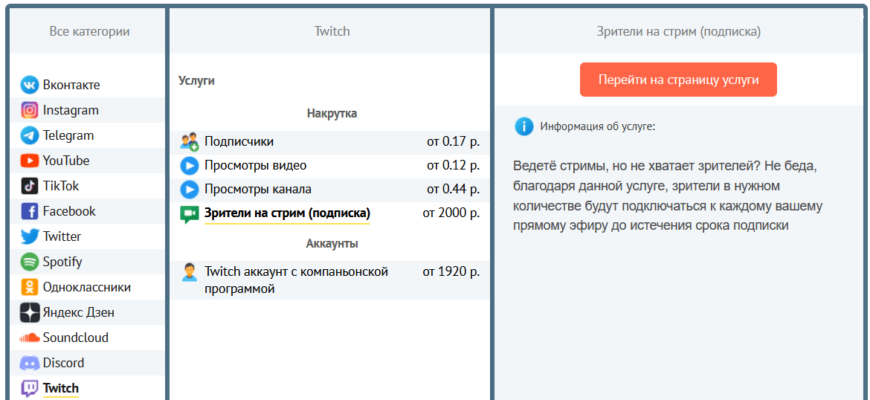 Все категории
Вконтакте
Instagram
Telegram
YouTube
TikTok
Facebook
Twitter
Spotify
Одноклассники
Яндекс Дзен
Soundcloud
Discord
Twitch
Twitch
Услуги
Накрутка
Подписчики от 0.17 р.
Просмотры видео от 0.12 р.
Просмотры канала от 0.44 р.
Зрители на стрим (подписка) от 2000 р.
Аккаунты
Twitch аккаунт с компаньонской от 1920 р.
программой
Зрители на стрим (подписка)
Перейти на страницу услуги
Информация об услуге:
Ведетё стримы, но не хватает зрителей? Не беда,
благодаря данной услуге, зрители в нужном
количестве будут подключаться к каждому вашему
прямому эфиру до истечения срока подписки